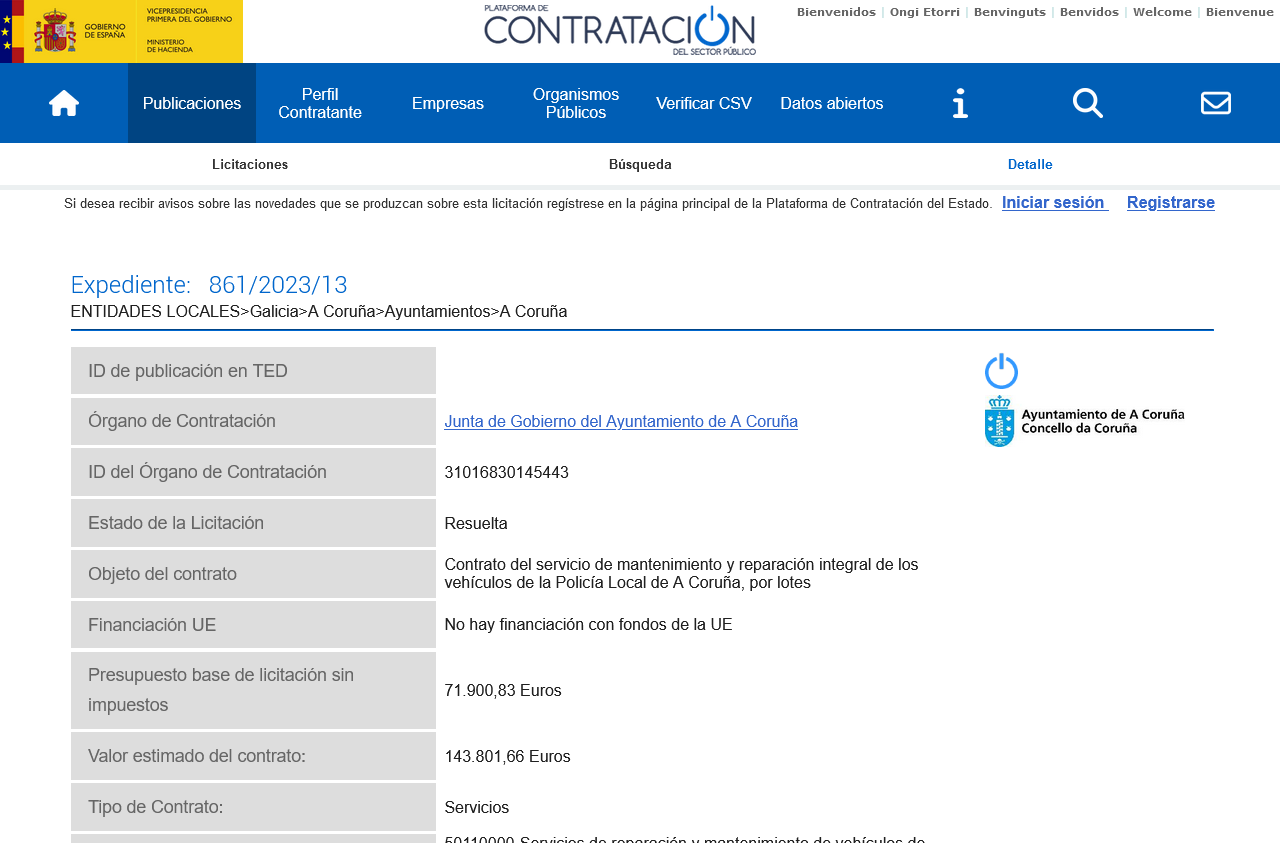 GOBIERNO
DE ESPAÑA
VICEPRESIDENCIA
PRIMERA DEL GOBIERNO
MINISTERIO
DE HACIENDA
PLATAFORMA DE
CONTRATACIÓN
DEL SECTOR PÚBLICO
Bienvenidos | Ongi Etorri | Benvinguts | Benvidos | Welcome | Bienvenue
Publicaciones
Perfil
Contratante
Empresas
Organismos
Públicos
Verificar CSV
Datos abiertos
Licitaciones
Búsqueda
Detalle
Si desea recibir avisos sobre las novedades que se produzcan sobre esta licitación regístrese en la página principal de la Plataforma de Contratación del Estado. Iniciar sesión Registrarse
Expediente: 861/2023/13
ENTIDADES LOCALES>Galicia>A Coruña>Ayuntamientos>A Coruña
ID de publicación en TED
Órgano de Contratación
Junta de Gobierno del Ayuntamiento de A Coruña
Ayuntamiento de A Coruña
Concello da Coruña
ID del Órgano de Contratación
31016830145443
Estado de la Licitación
Resuelta
Objeto del contrato
Contrato del servicio de mantenimiento y reparación integral de los
vehículos de la Policía Local de A Coruña, por lotes
Financiación UE
No hay financiación con fondos de la UE
Presupuesto base de licitación sin
impuestos
71.900,83 Euros
Valor estimado del contrato:
143.801,66 Euros
Tipo de Contrato:
Servicios
50110000-Servicios de reparación y mantenimiento de vehículos de